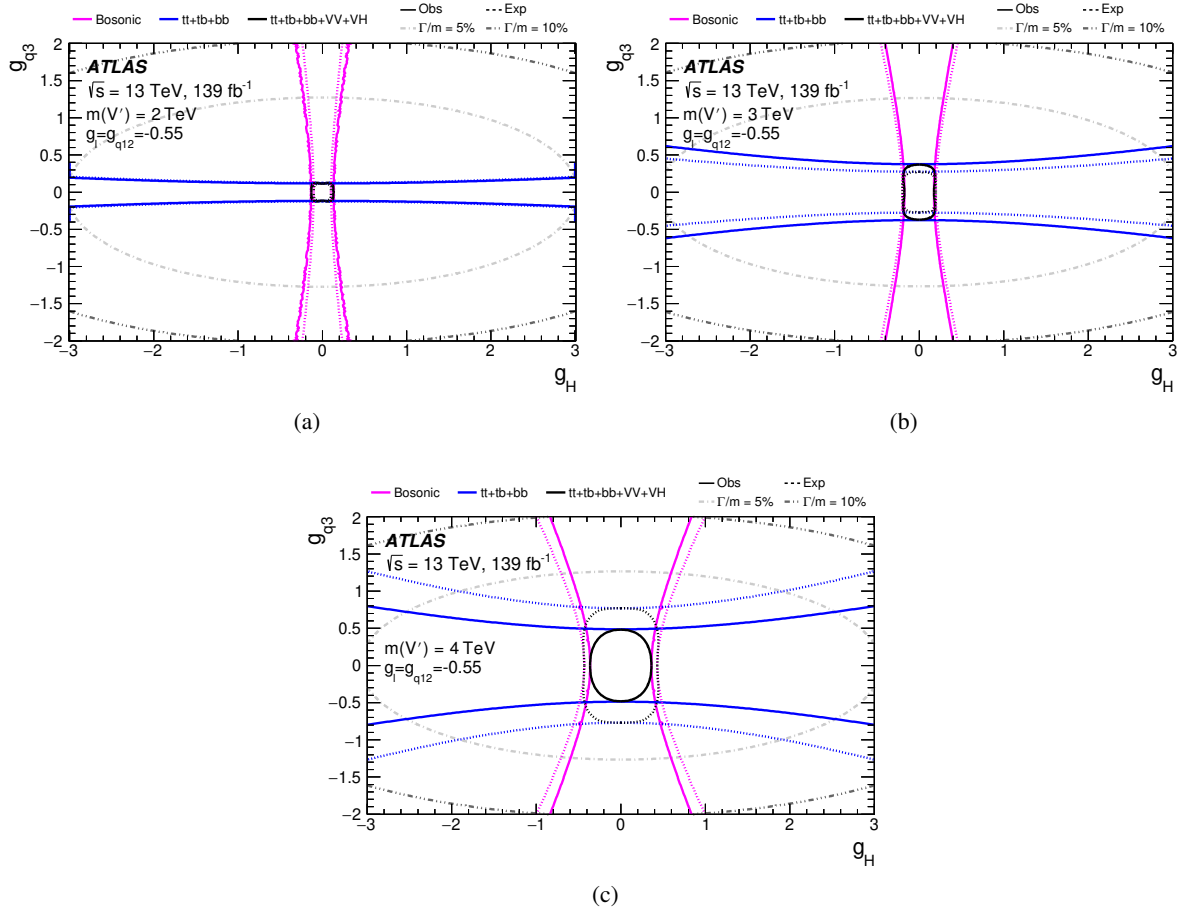 Bosonic tt+tb+bb tt+tb+bb+VV+VH Obs Exp
Γ/m = 5% Γ/m = 10%
g_q3
2
1.5
1
0.5
0
−0.5
−1
−1.5
−2
ATLAS
√s = 13 TeV, 139 fb⁻¹
m(V′) = 2 TeV
g_l=g_q12=-0.55
−3 −2 −1 0 1 2 3
g_H
(a)
Bosonic tt+tb+bb tt+tb+bb+VV+VH Obs Exp
Γ/m = 5% Γ/m = 10%
g_q3
2
1.5
1
0.5
0
−0.5
−1
−1.5
−2
ATLAS
√s = 13 TeV, 139 fb⁻¹
m(V′) = 3 TeV
g_l=g_q12=-0.55
−3 −2 −1 0 1 2 3
g_H
(b)
Bosonic tt+tb+bb tt+tb+bb+VV+VH Obs Exp
Γ/m = 5% Γ/m = 10%
g_q3
2
1.5
1
0.5
0
−0.5
−1
−1.5
−2
ATLAS
√s = 13 TeV, 139 fb⁻¹
m(V′) = 4 TeV
g_l=g_q12=-0.55
−3 −2 −1 0 1 2 3
g_H
(c)